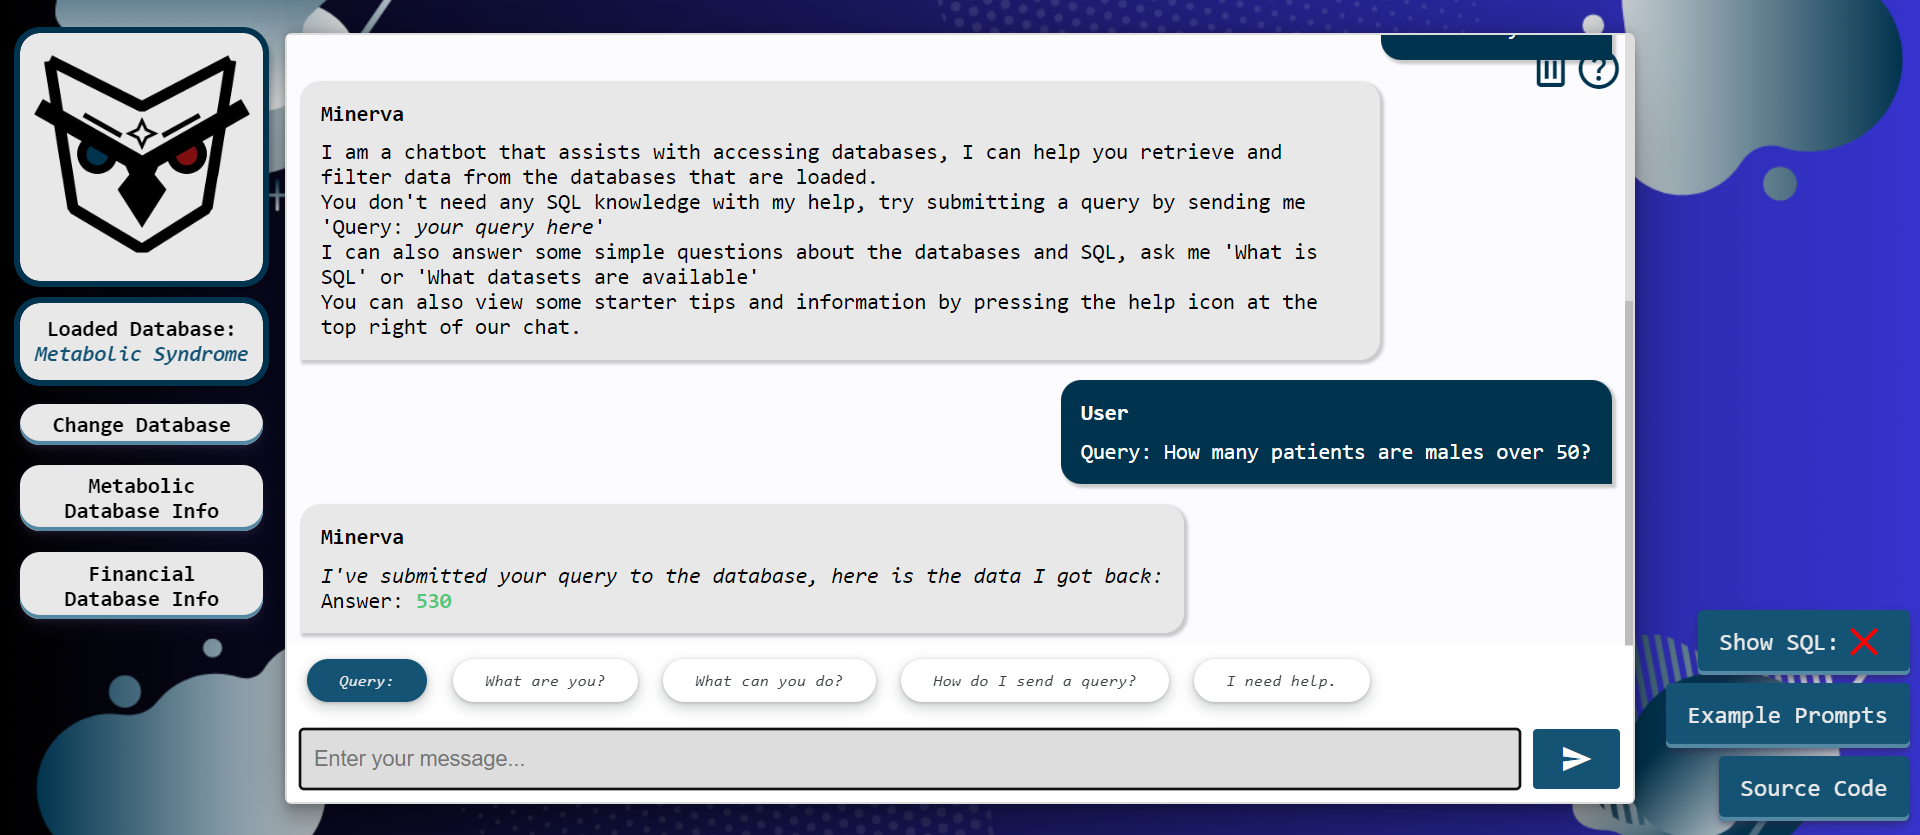 Loaded Database:
Metabolic Syndrome
Change Database
Metabolic
Database Info
Financial
Database Info
Minerva
I am a chatbot that assists with accessing databases, I can help you retrieve and
filter data from the databases that are loaded.
You don't need any SQL knowledge with my help, try submitting a query by sending me
'Query: your query here'
I can also answer some simple questions about the databases and SQL, ask me 'What is
SQL' or 'What datasets are available'
You can also view some starter tips and information by pressing the help icon at the
top right of our chat.
User
Query: How many patients are males over 50?
Minerva
I've submitted your query to the database, here is the data I got back:
Answer: 530
Query:
What are you?
What can you do?
How do I send a query?
I need help.
Enter your message...
Show SQL:
Example Prompts
Source Code